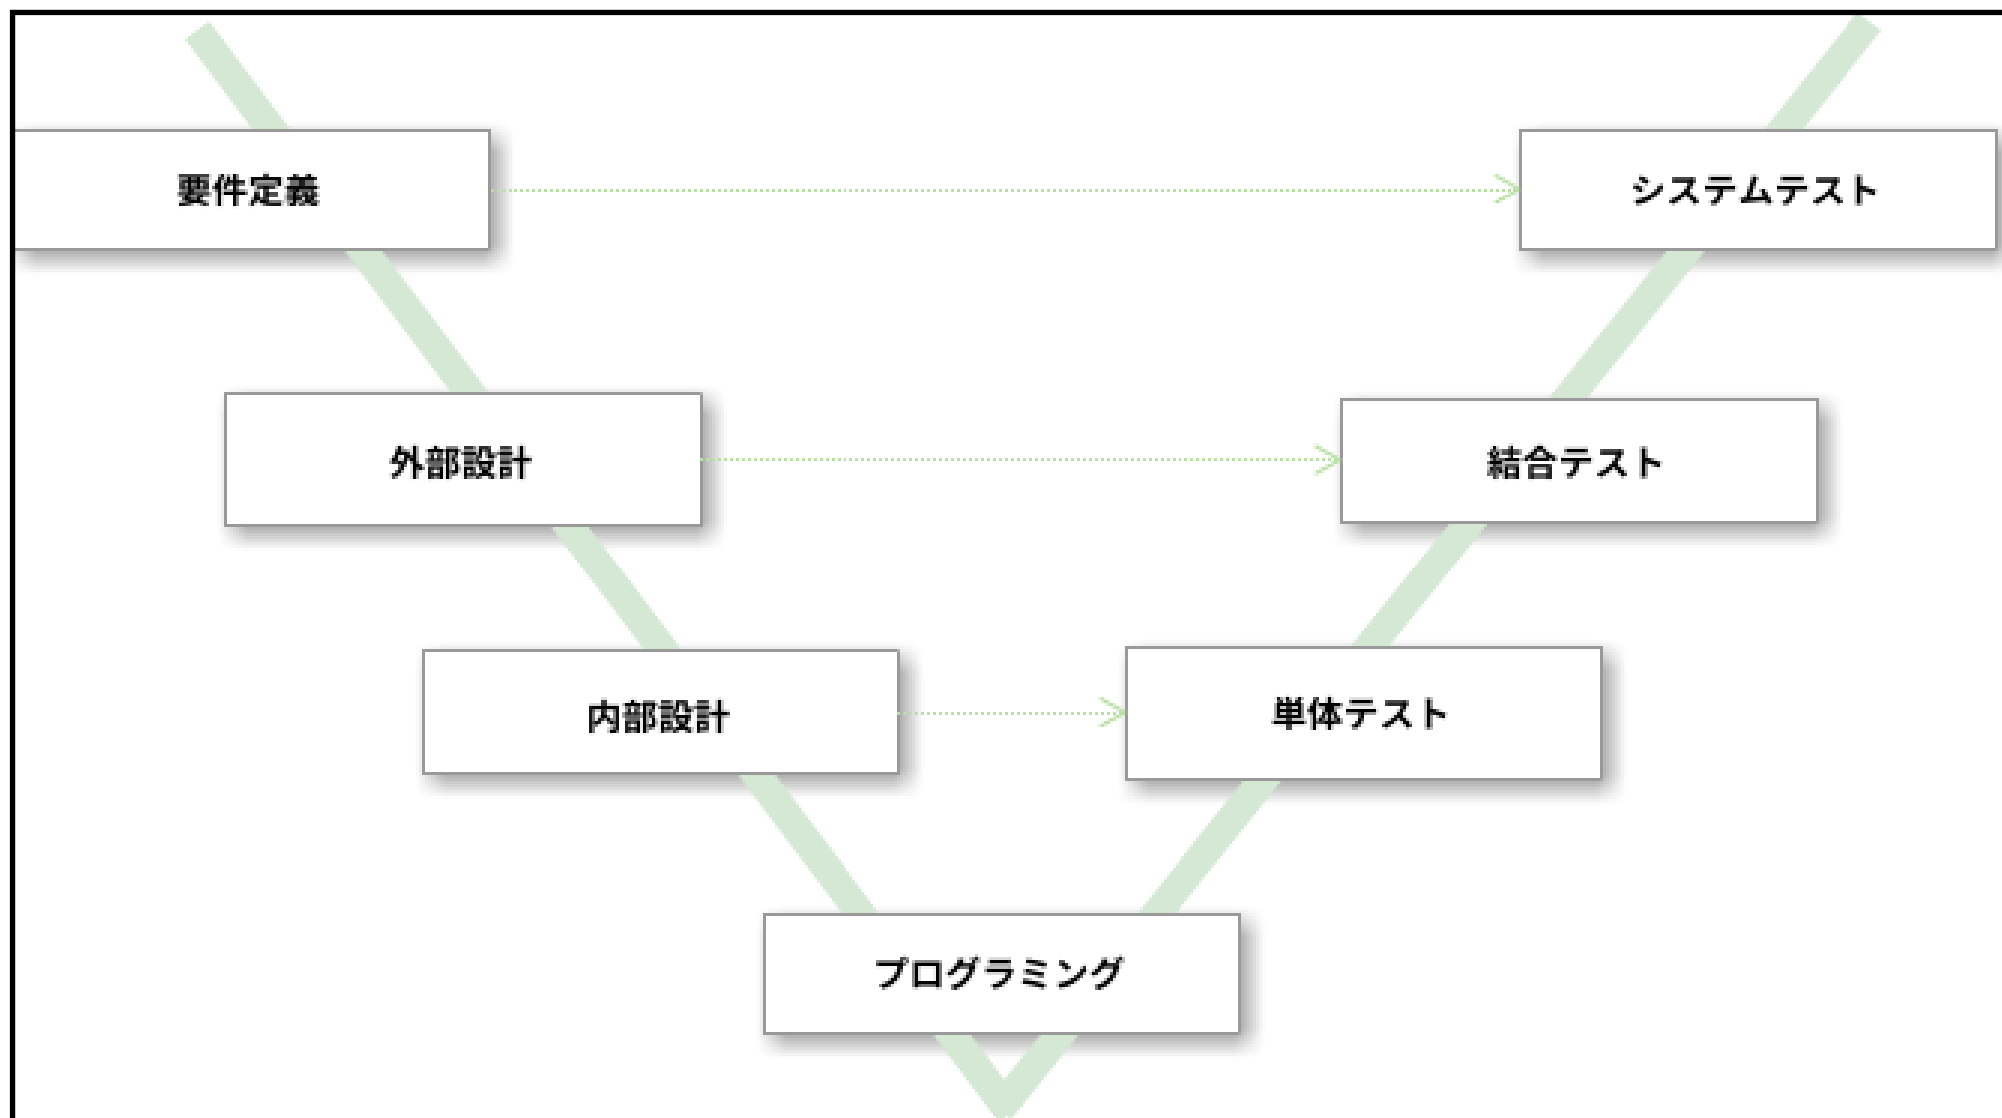 要件定義
システムテスト
外部設計
結合テスト
内部設計
単体テスト
プログラミング